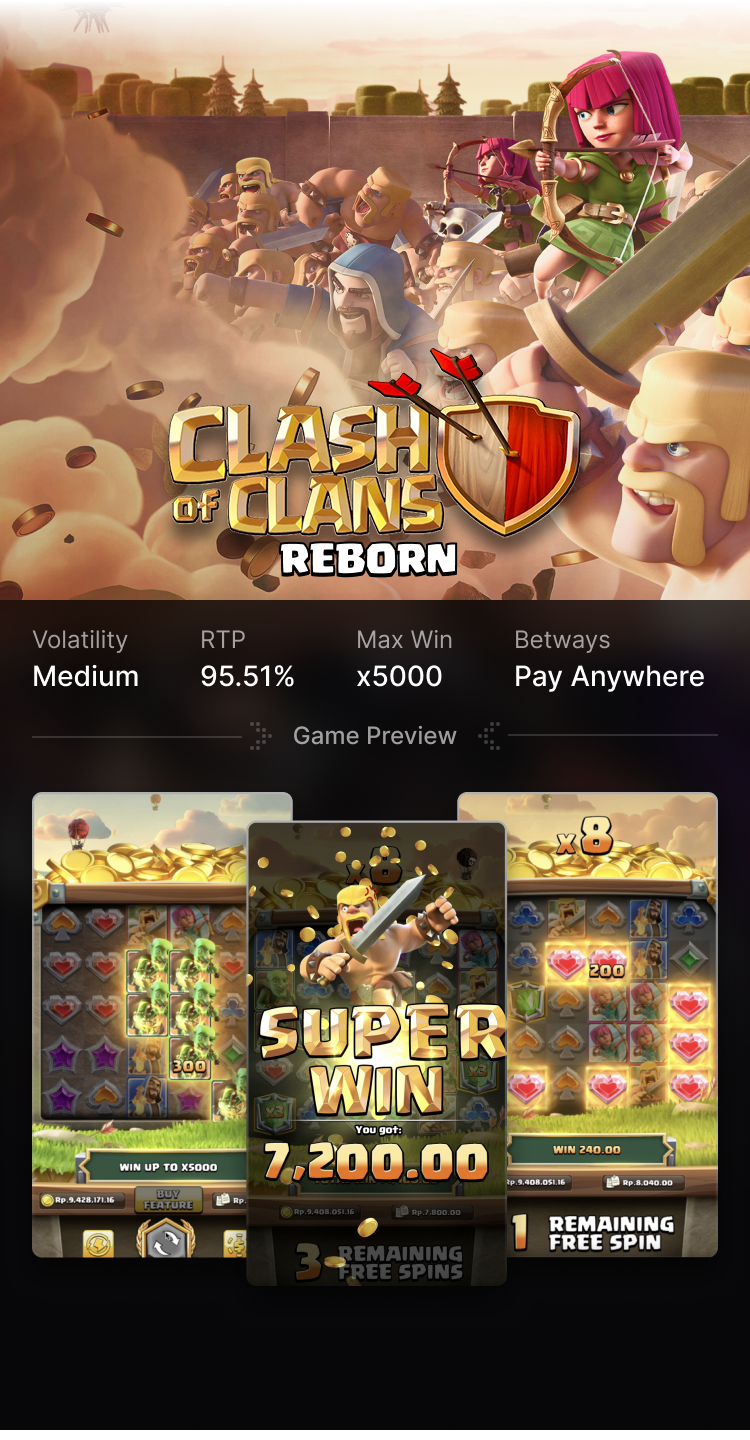 CLASH
OF CLANS
REBORN
Volatility RTP Max Win Betways
Medium 95.51% x5000 Pay Anywhere
Game Preview
300
WIN UP TO X5000
Rp.9.428.171.16
BUY
FEATURE
Rp.
x8
SUPER
WIN
You got:
7,200.00
Rp.9.408.051.16 Rp.7.800.00
3 REMAINING
FREE SPINS
x8
200
WIN 240.00
Rp.9.408.051.16 Rp.8.040.00
1 REMAINING
FREE SPIN